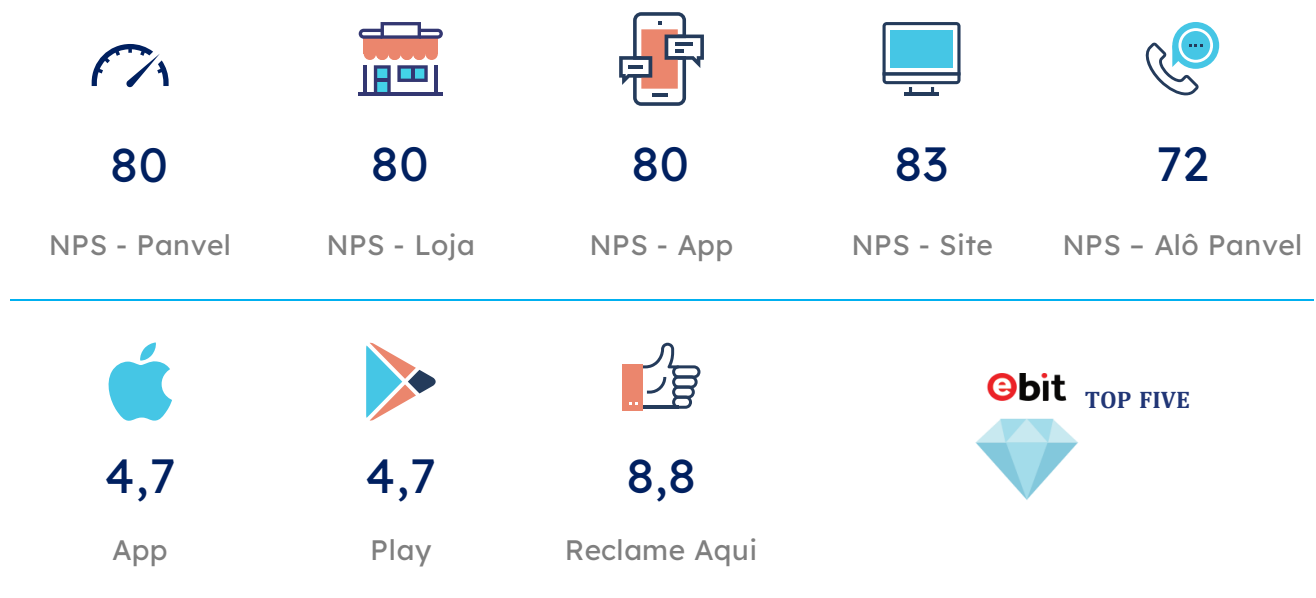 80
80
80
83
72
NPS - Panvel
NPS - Loja
NPS - App
NPS - Site
NPS – Alô Panvel
ebit
TOP FIVE
4,7
4,7
8,8
App
Play
Reclame Aqui